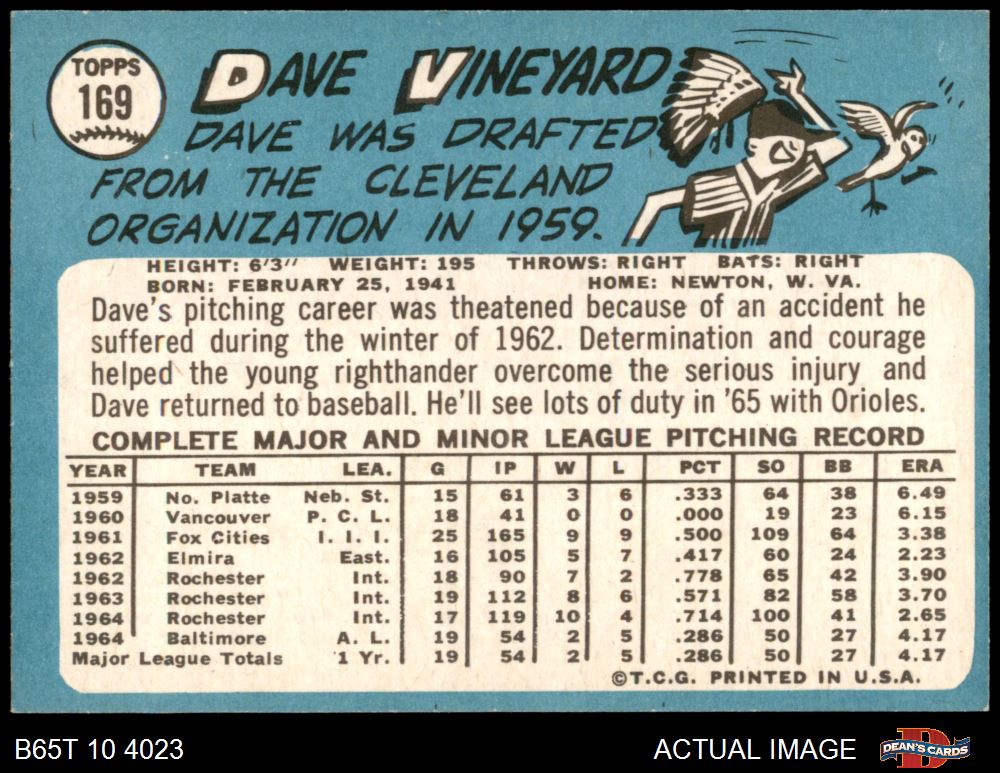 TOPPS
169
DAVE VINEYARD
DAVE WAS DRAFTED
FROM THE CLEVELAND
ORGANIZATION IN 1959.
HEIGHT: 6'3" WEIGHT: 195 THROWS: RIGHT BATS: RIGHT
BORN: FEBRUARY 25, 1941 HOME: NEWTON, W. VA.
Dave's pitching career was theatened because of an accident he
suffered during the winter of 1962. Determination and courage
helped the young righthander overcome the serious injury and
Dave returned to baseball. He'll see lots of duty in '65 with Orioles.
COMPLETE MAJOR AND MINOR LEAGUE PITCHING RECORD
YEAR TEAM LEA. G IP W L PCT SO BB ERA
1959 No. Platte Neb. St. 15 61 3 6 .333 64 38 6.49
1960 Vancouver P. C. L. 18 41 0 0 .000 19 23 6.15
1961 Fox Cities I. I. I. 25 165 9 9 .500 109 64 3.38
1962 Elmira East. 16 105 5 7 .417 60 24 2.23
1962 Rochester Int. 18 90 7 2 .778 65 42 3.90
1963 Rochester Int. 19 112 8 6 .571 82 58 3.70
1964 Rochester Int. 17 119 10 4 .714 100 41 2.65
1964 Baltimore A. L. 19 54 2 5 .286 50 27 4.17
Major League Totals 1 Yr. 19 54 2 5 .286 50 27 4.17
©T.C.G. PRINTED IN U.S.A.
B65T 10 4023 ACTUAL IMAGE DEAN'S CARDS